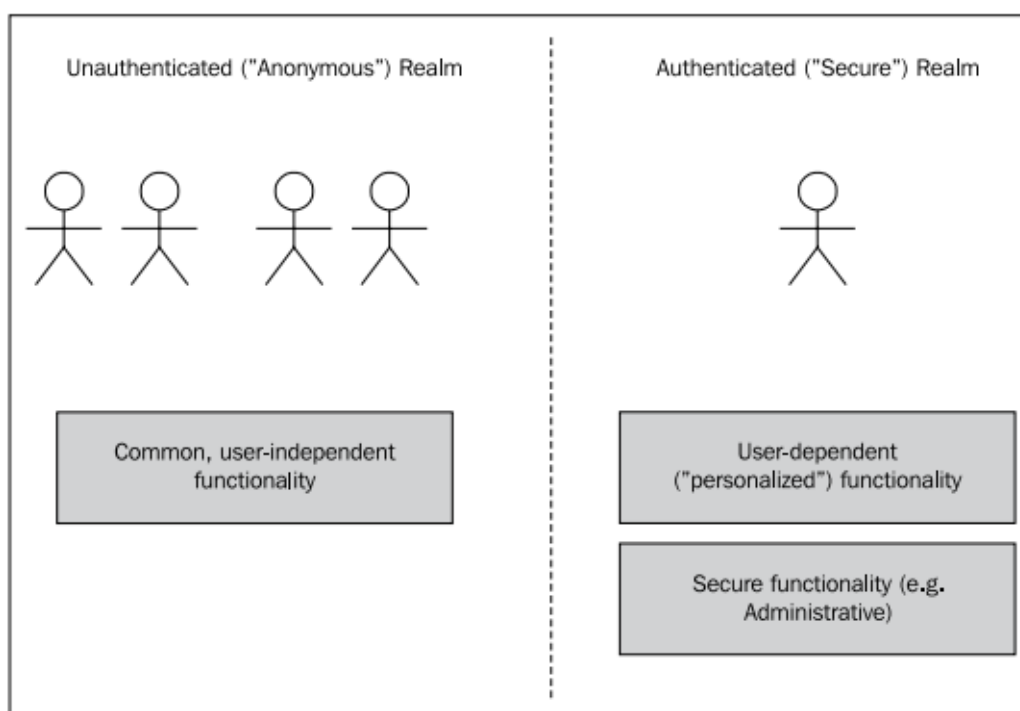 Unauthenticated ("Anonymous") Realm
Authenticated ("Secure") Realm
Common, user-independent
functionality
User-dependent
("personalized") functionality
Secure functionality (e.g.
Administrative)